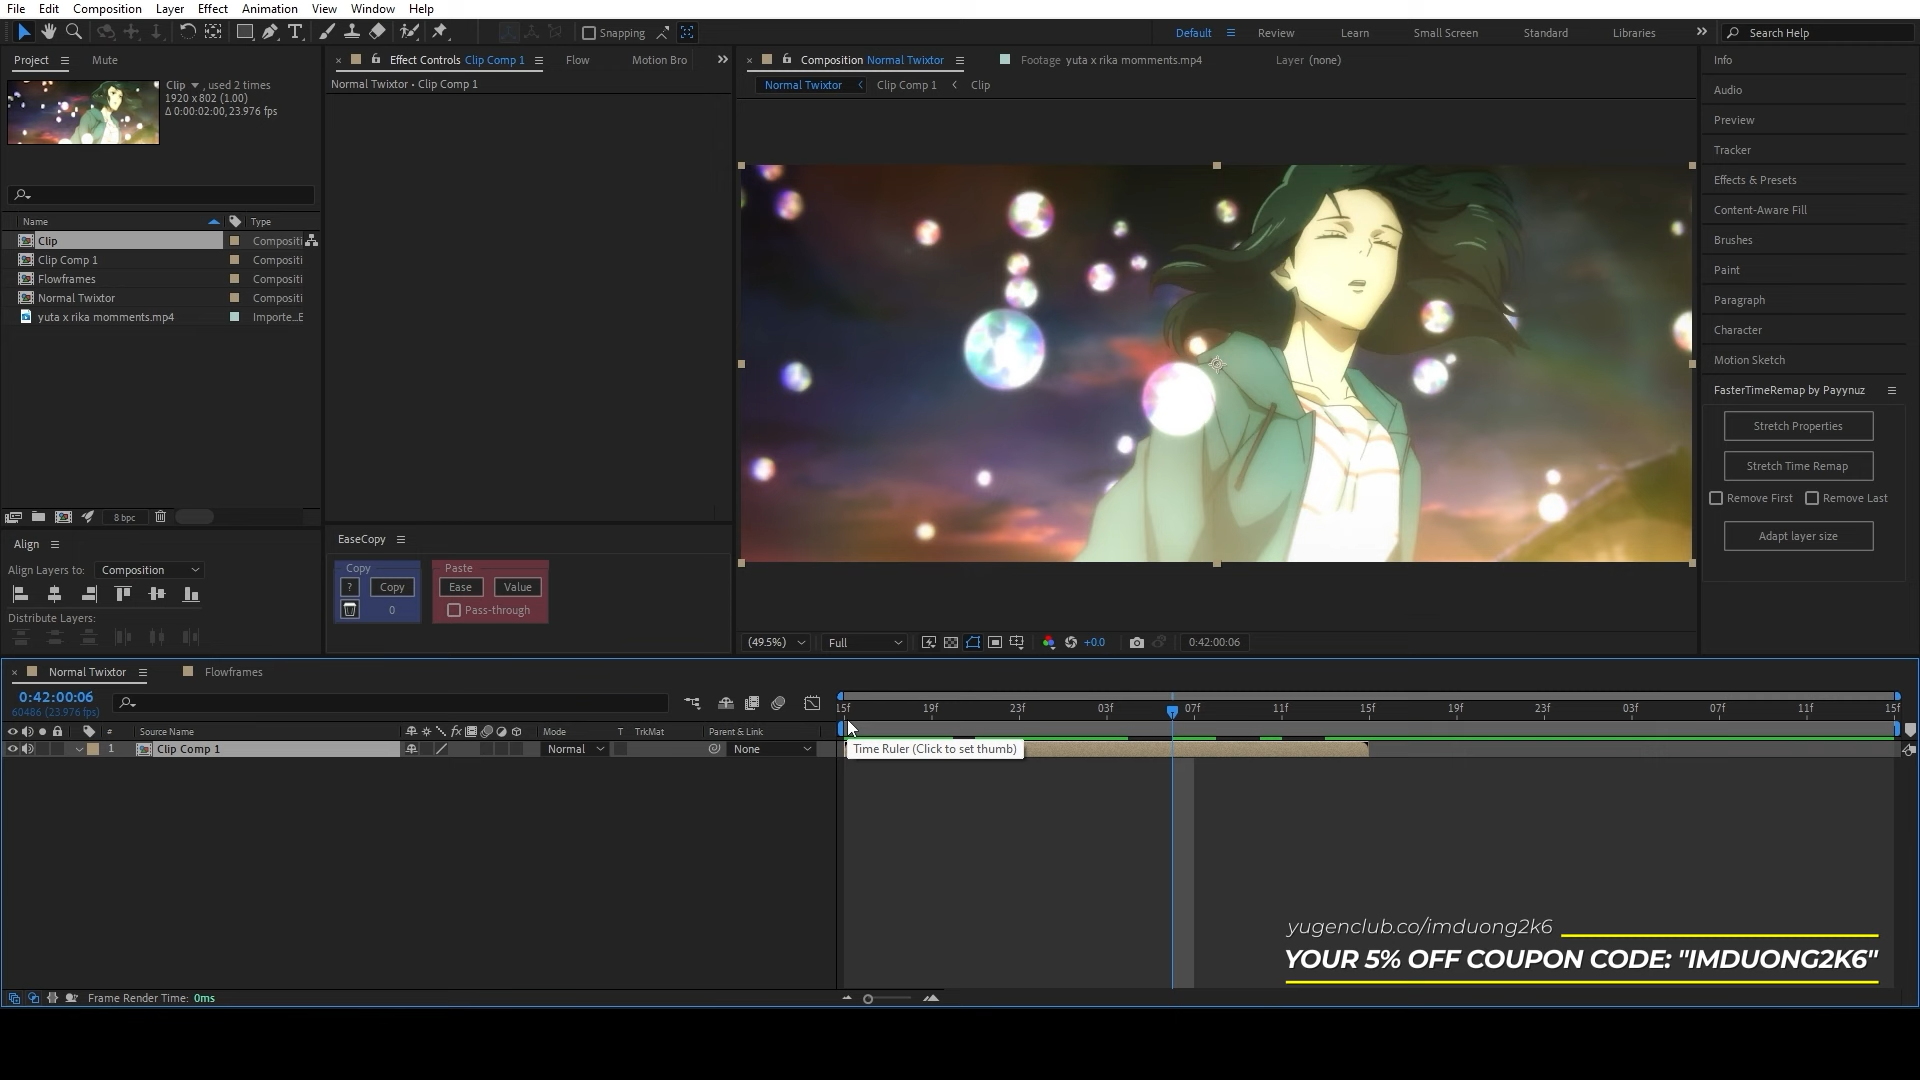 File Edit Composition Layer Effect Animation View Window Help
Snapping
Default Review Learn Small Screen Standard Libraries Search Help
Project Mute
Effect Controls Clip Comp 1 Flow Motion Bro
Composition Normal Twixtor Footage yuta x rika momments.mp4 Layer (none)
Normal Twixtor • Clip Comp 1
Normal Twixtor Clip Comp 1 Clip
Clip , used 2 times
1920 x 802 (1.00)
Δ 0:00:02:00, 23.976 fps
Name Type
Clip Compositi
Clip Comp 1 Compositi
Flowframes Compositi
Normal Twixtor Compositi
yuta x rika momments.mp4 Importe...E
8 bpc
Align
Align Layers to: Composition
Distribute Layers:
EaseCopy
Copy
? Copy
0
Paste
Ease Value
Pass-through
(49.5%) Full +0.0 0:42:00:06
Info
Audio
Preview
Tracker
Effects & Presets
Content-Aware Fill
Brushes
Paint
Paragraph
Character
Motion Sketch
FasterTimeRemap by Payynuz
Stretch Properties
Stretch Time Remap
Remove First Remove Last
Adapt layer size
Normal Twixtor Flowframes
0:42:00:06
60486 (23.976 fps)
15f 19f 23f 03f 07f 11f 15f 19f 23f 03f 07f 11f 15f
# Source Name fx Mode T TrkMat Parent & Link
1 Clip Comp 1 Normal None
Time Ruler (Click to set thumb)
yugenclub.co/imduong2k6
YOUR 5% OFF COUPON CODE: "IMDUONG2K6"
Frame Render Time: 0ms